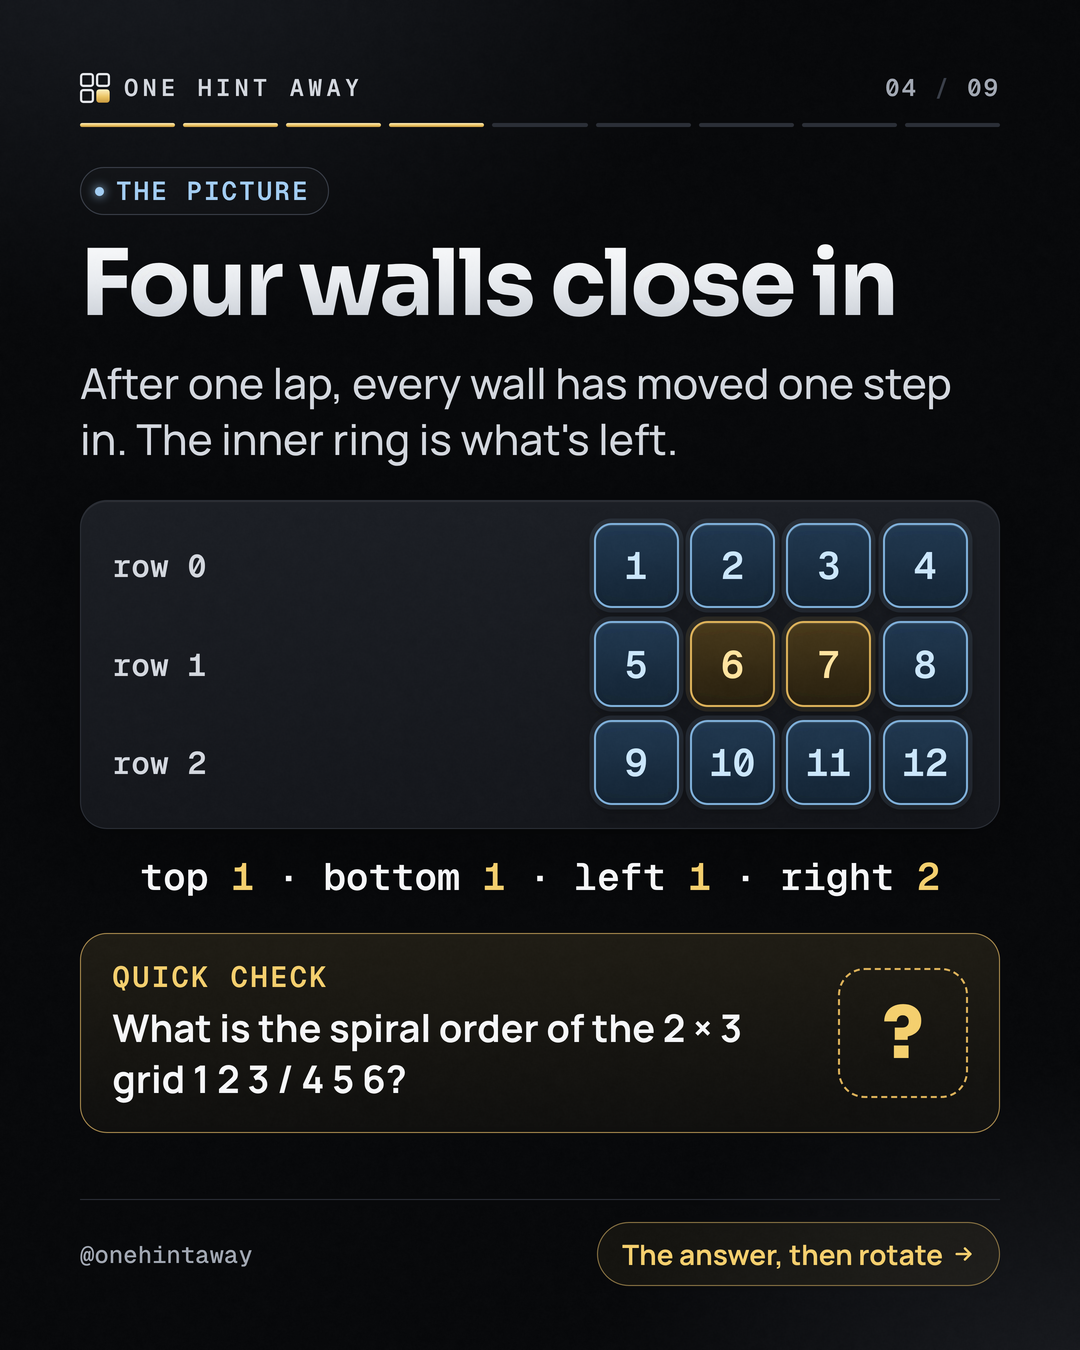 ONE HINT AWAY
04 / 09
THE PICTURE
Four walls close in
After one lap, every wall has moved one step
in. The inner ring is what's left.
row 0 1 2 3 4
row 1 5 6 7 8
row 2 9 10 11 12
top 1 · bottom 1 · left 1 · right 2
QUICK CHECK
What is the spiral order of the 2 × 3
grid 1 2 3 / 4 5 6?
?
@onehintaway
The answer, then rotate →